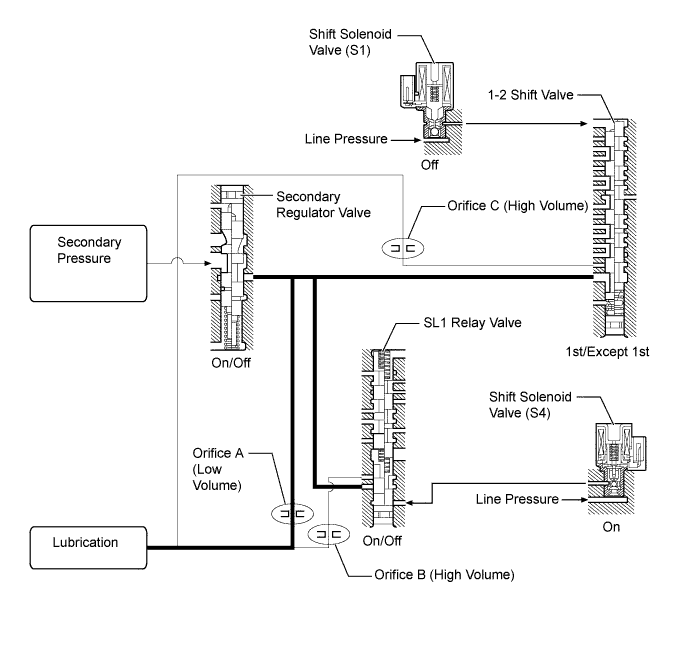 Shift Solenoid
Valve (S1)
1-2 Shift Valve
Line Pressure
Off
Secondary
Regulator Valve
Orifice C (High Volume)
Secondary
Pressure
SL1 Relay Valve
On/Off
1st/Except 1st
Shift Solenoid
Valve (S4)
Orifice A
(Low
Volume)
Line Pressure
On
Lubrication
On/Off
Orifice B (High Volume)